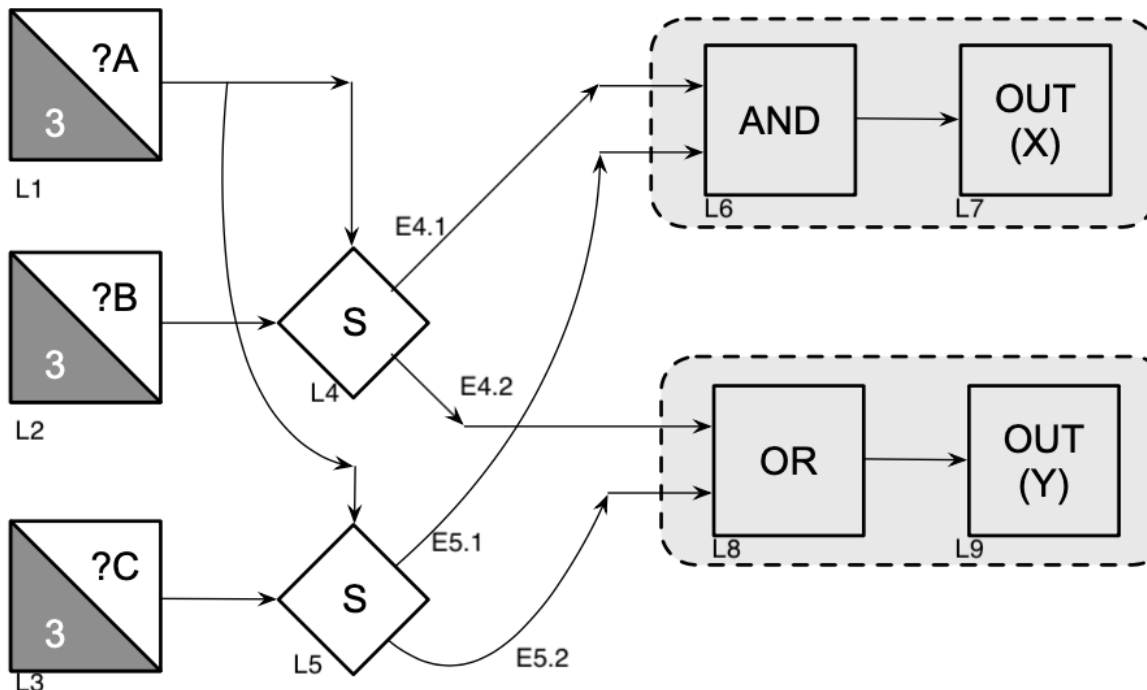 ?A
3
L1
?B
3
L2
?C
3
L3
S
L4
S
L5
E4.1
E4.2
E5.1
E5.2
AND
L6
OUT
(X)
L7
OR
L8
OUT
(Y)
L9